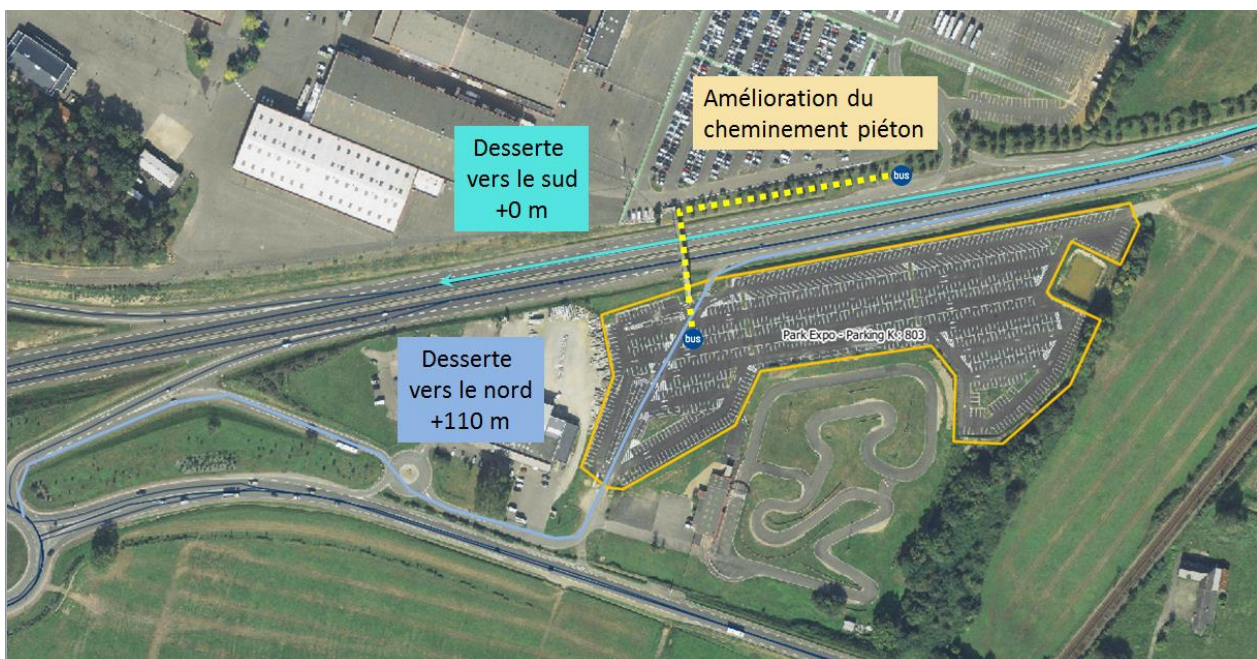 Amélioration du
cheminement piéton
Desserte
vers le sud
+0 m
bus
bus
Park Expo - Parking K : 803
Desserte
vers le nord
+110 m